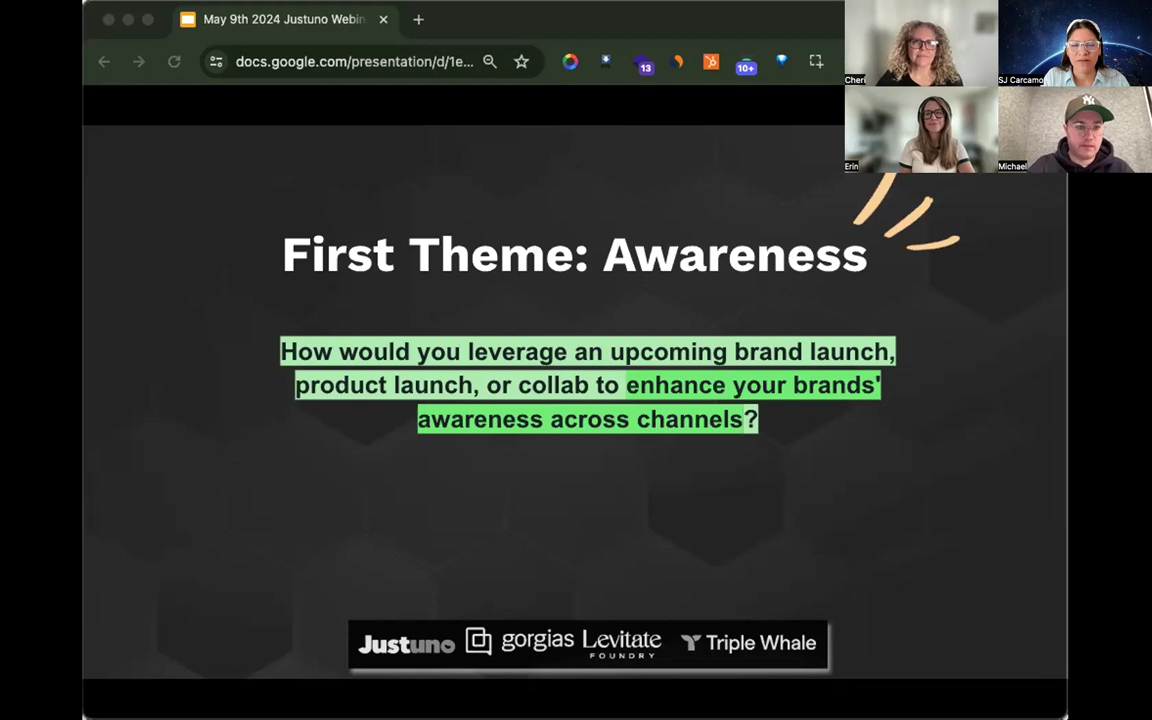 May 9th 2024 Justuno Webin
docs.google.com/presentation/d/1e...
13
10+
Cheri
SJ Carcamo
Erin
Michael
First Theme: Awareness
How would you leverage an upcoming brand launch,
product launch, or collab to enhance your brands'
awareness across channels?
Justuno
gorgias
Levitate
FOUNDRY
Triple Whale